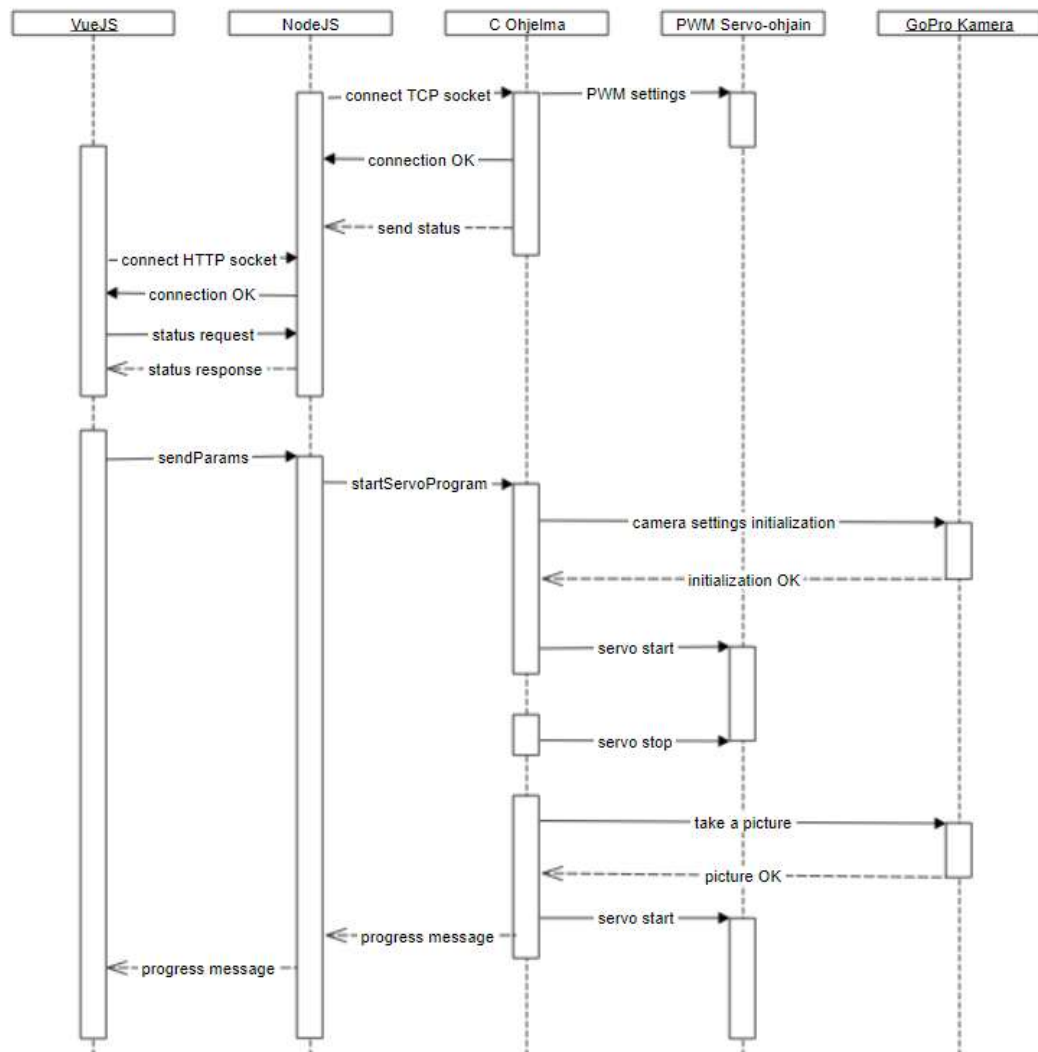 VueJS
NodeJS
C Ohjelma
PWM Servo-ohjain
GoPro Kamera
connect TCP socket
PWM settings
connection OK
send status
connect HTTP socket
connection OK
status request
status response
sendParams
startServoProgram
camera settings initialization
initialization OK
servo start
servo stop
take a picture
picture OK
servo start
progress message
progress message